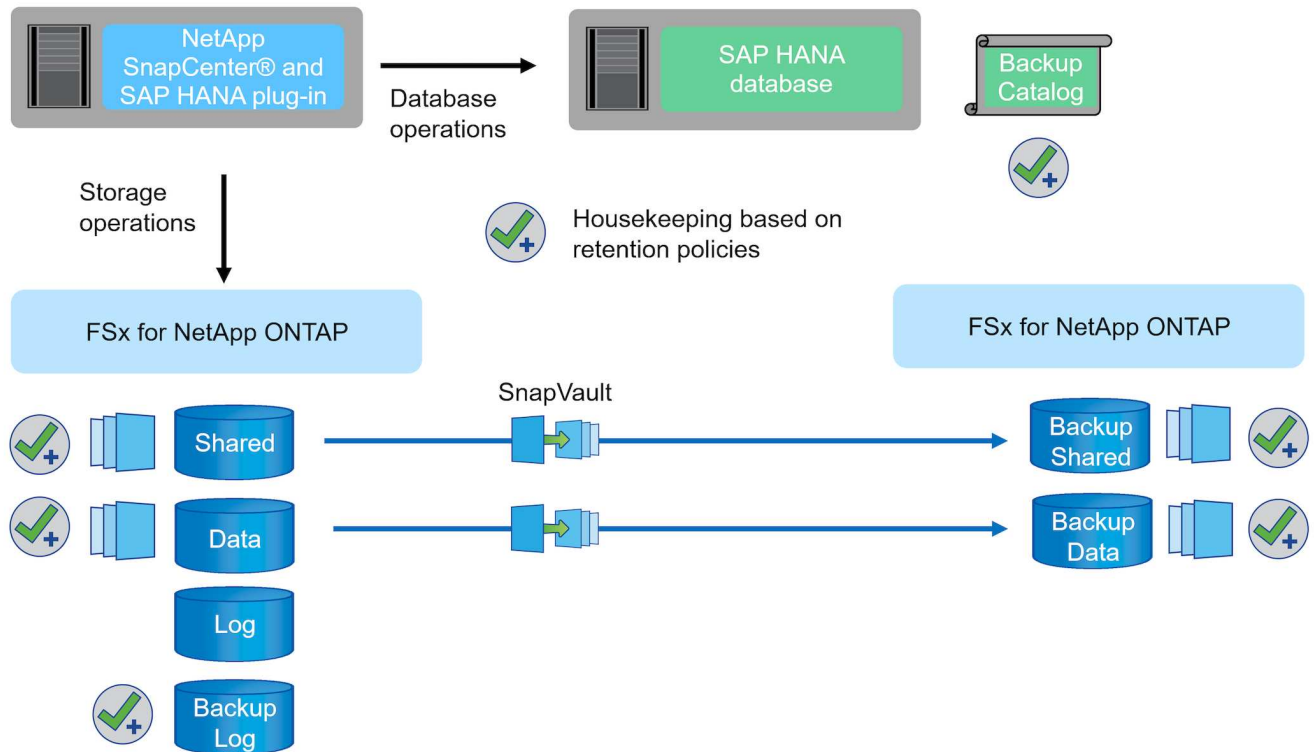 NetApp
SnapCenter® and
SAP HANA plug-in
Database
operations
SAP HANA
database
Backup
Catalog
Storage
operations
Housekeeping based on
retention policies
FSx for NetApp ONTAP
FSx for NetApp ONTAP
SnapVault
Shared
Backup
Shared
Data
Backup
Data
Log
Backup
Log